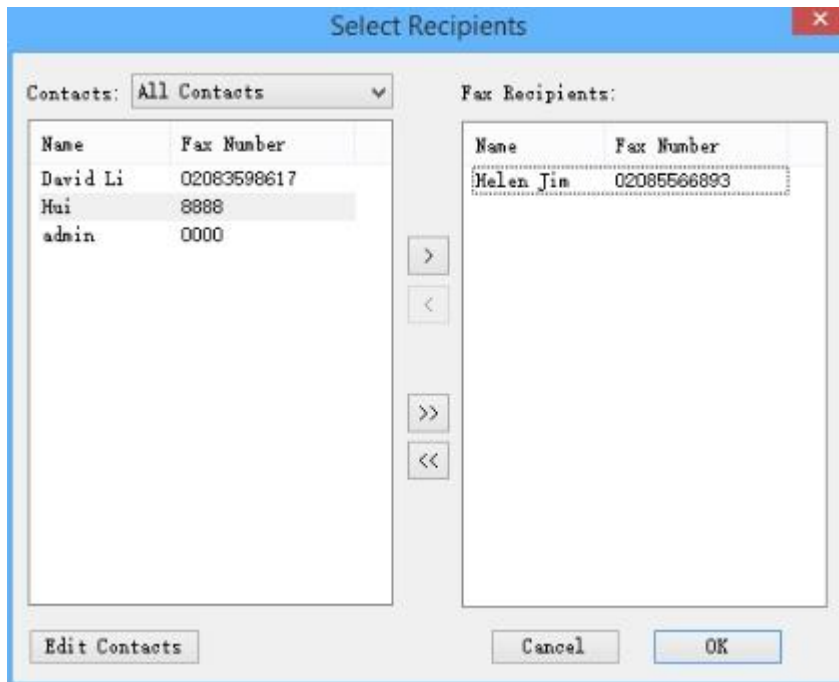 Select Recipients
Contacts: All Contacts
Fax Recipients:
Name Fax Number
David Li 02083598617
Hui 8888
admin 0000
Name Fax Number
Helen Jim 02085566893
>
<
>>
<<
Edit Contacts
Cancel
OK